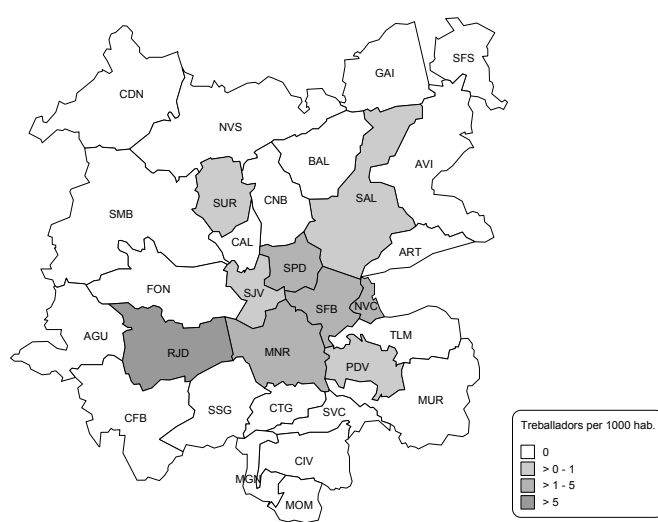 SFS
GAI
CDN
NVS
BAL
AVI
SAL
SUR
CNB
SMB
CAL
ART
SPD
FON
SJV
SFB
NVC
AGU
TLM
RJD
MNR
PDV
MUR
CFB
SSG
CTG
SVC
CIV
MGN
MOM
Treballadors per 1000 hab.
0
> 0 - 1
> 1 - 5
> 5